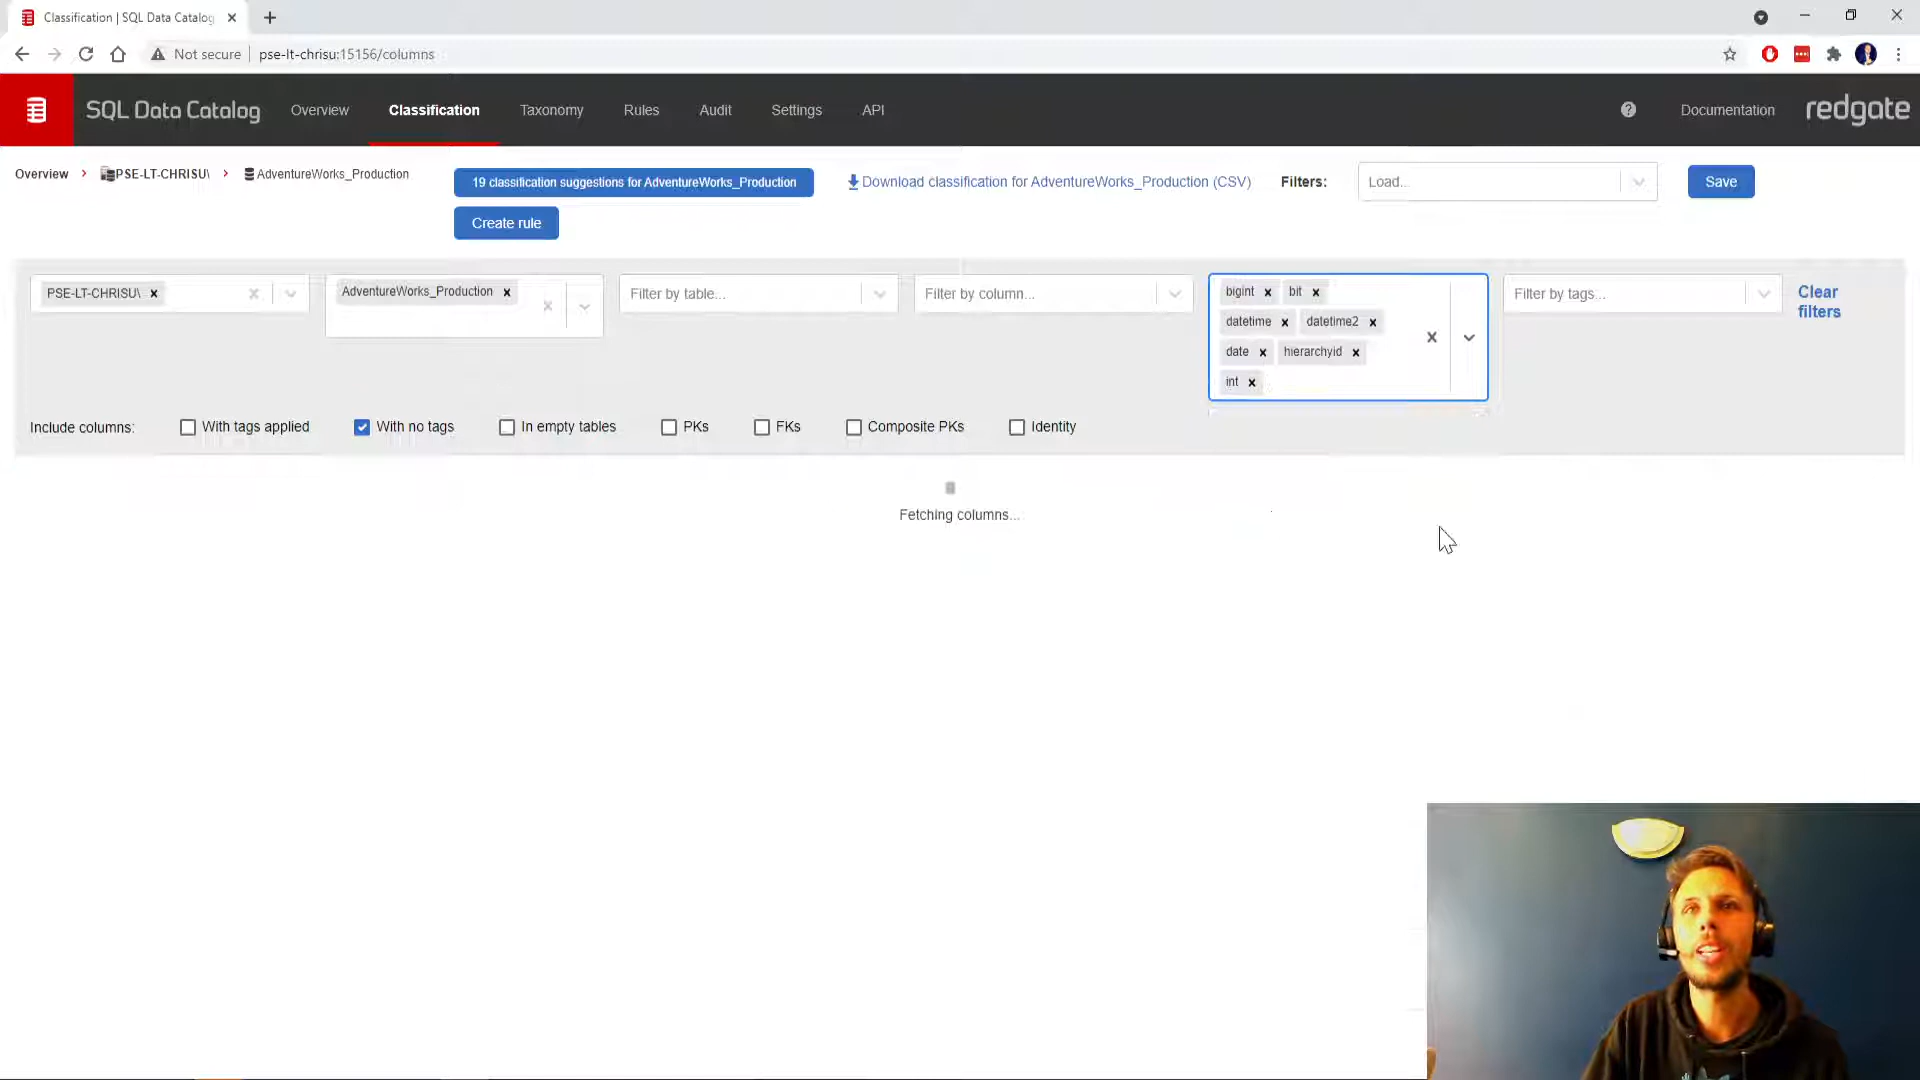 Classification | SQL Data Catalog
Not secure
pse-lt-chrisu:15156/columns
SQL Data Catalog
Overview
Classification
Taxonomy
Rules
Audit
Settings
API
Documentation
redgate
Overview
PSE-LT-CHRISU\
AdventureWorks_Production
19 classification suggestions for AdventureWorks_Production
Download classification for AdventureWorks_Production (CSV)
Filters:
Load...
Save
Create rule
PSE-LT-CHRISU\
AdventureWorks_Production
Filter by table...
Filter by column...
bigint
bit
datetime
datetime2
date
hierarchyid
int
Filter by tags...
Clear
filters
Include columns:
With tags applied
With no tags
In empty tables
PKs
FKs
Composite PKs
Identity
Fetching columns...